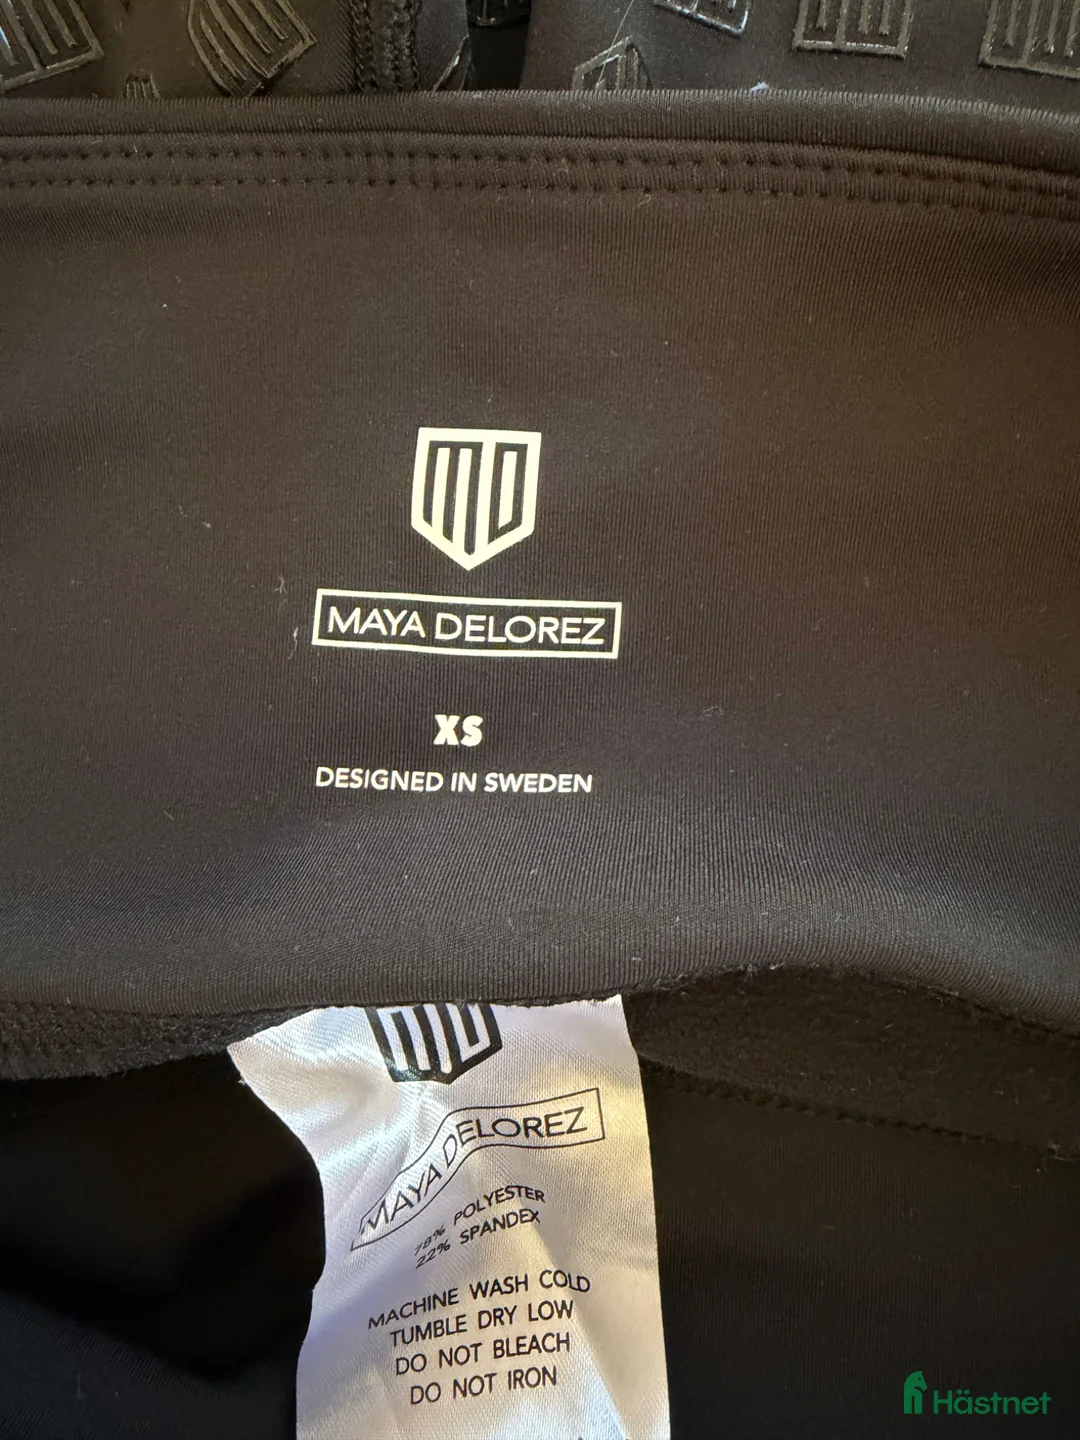 MAYA DELOREZ
XS
DESIGNED IN SWEDEN
MAYA DELOREZ
78% POLYESTER
22% SPANDEX
MACHINE WASH COLD
TUMBLE DRY LOW
DO NOT BLEACH
DO NOT IRON
Hästnet